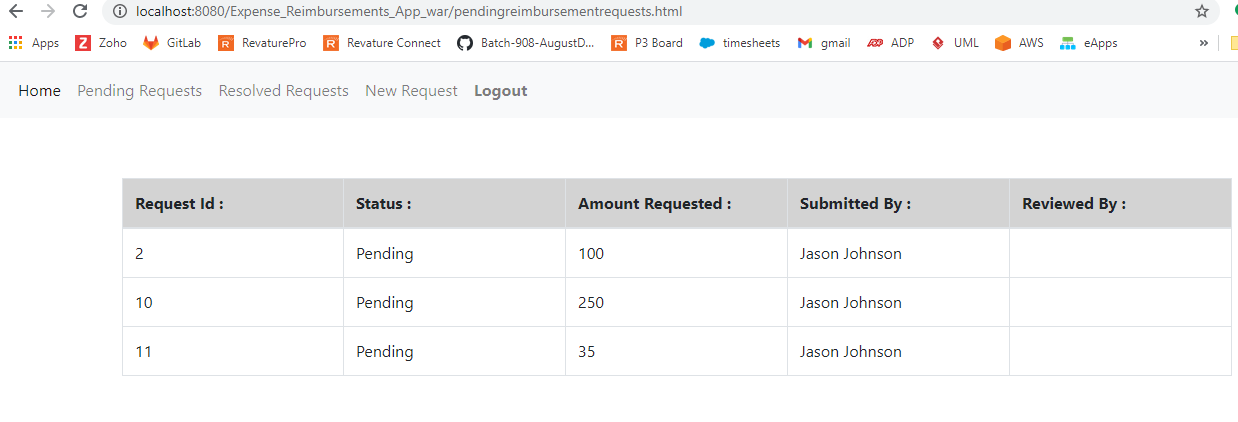 localhost:8080/Expense_Reimbursements_App_war/pendingreimbursementrequests.html
Apps Zoho GitLab RevaturePro Revature Connect Batch-908-AugustD... P3 Board timesheets gmail ADP UML AWS eApps »
Home Pending Requests Resolved Requests New Request Logout
Request Id : Status : Amount Requested : Submitted By : Reviewed By :
2 Pending 100 Jason Johnson
10 Pending 250 Jason Johnson
11 Pending 35 Jason Johnson